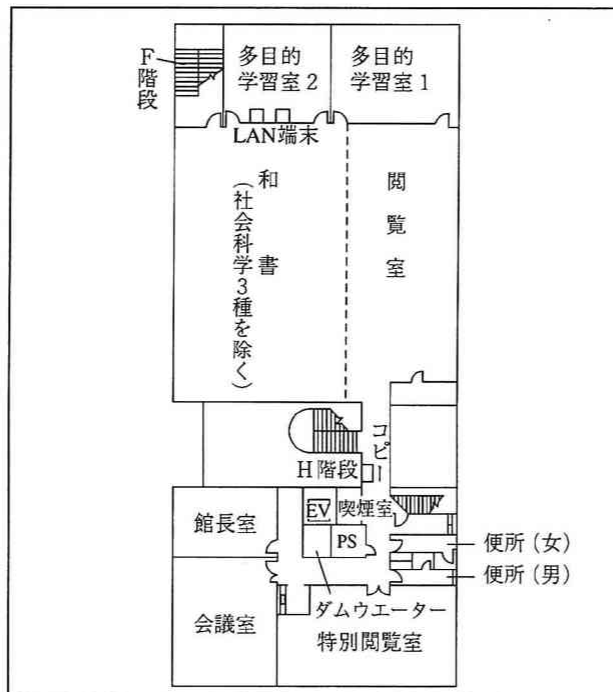 F階段
多目的
学習室2
多目的
学習室1
LAN端末
和書
(社会科学3種を除く)
閲覧室
コピー
H階段
館長室
EV
喫煙室
PS
便所(女)
便所(男)
会議室
ダムウエーター
特別閲覧室